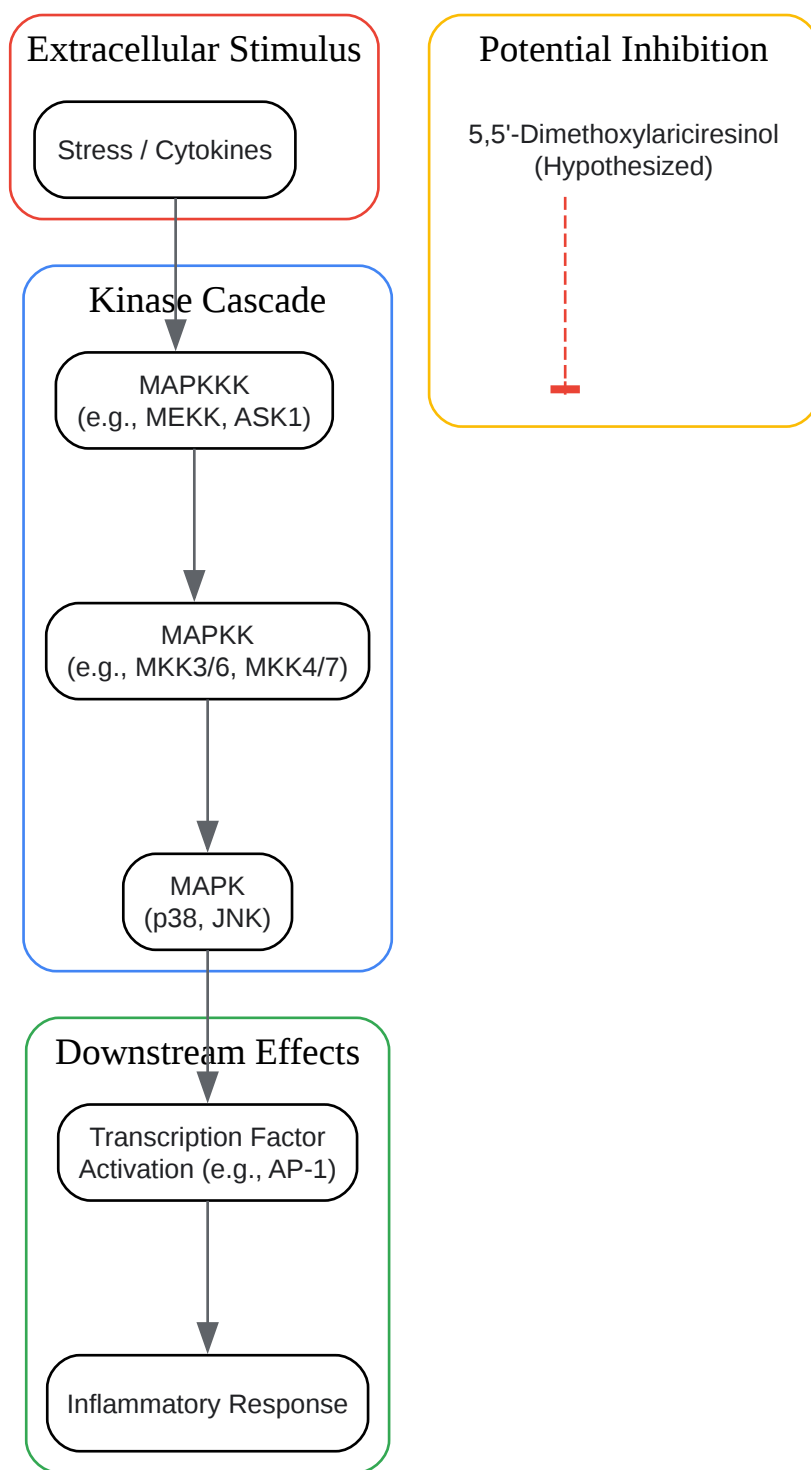 Extracellular Stimulus
Stress / Cytokines
Kinase Cascade
MAPKKK
(e.g., MEKK, ASK1)
MAPKK
(e.g., MKK3/6, MKK4/7)
MAPK
(p38, JNK)
Downstream Effects
Transcription Factor
Activation (e.g., AP-1)
Inflammatory Response
Potential Inhibition
5,5'-Dimethoxylariciresinol
(Hypothesized)